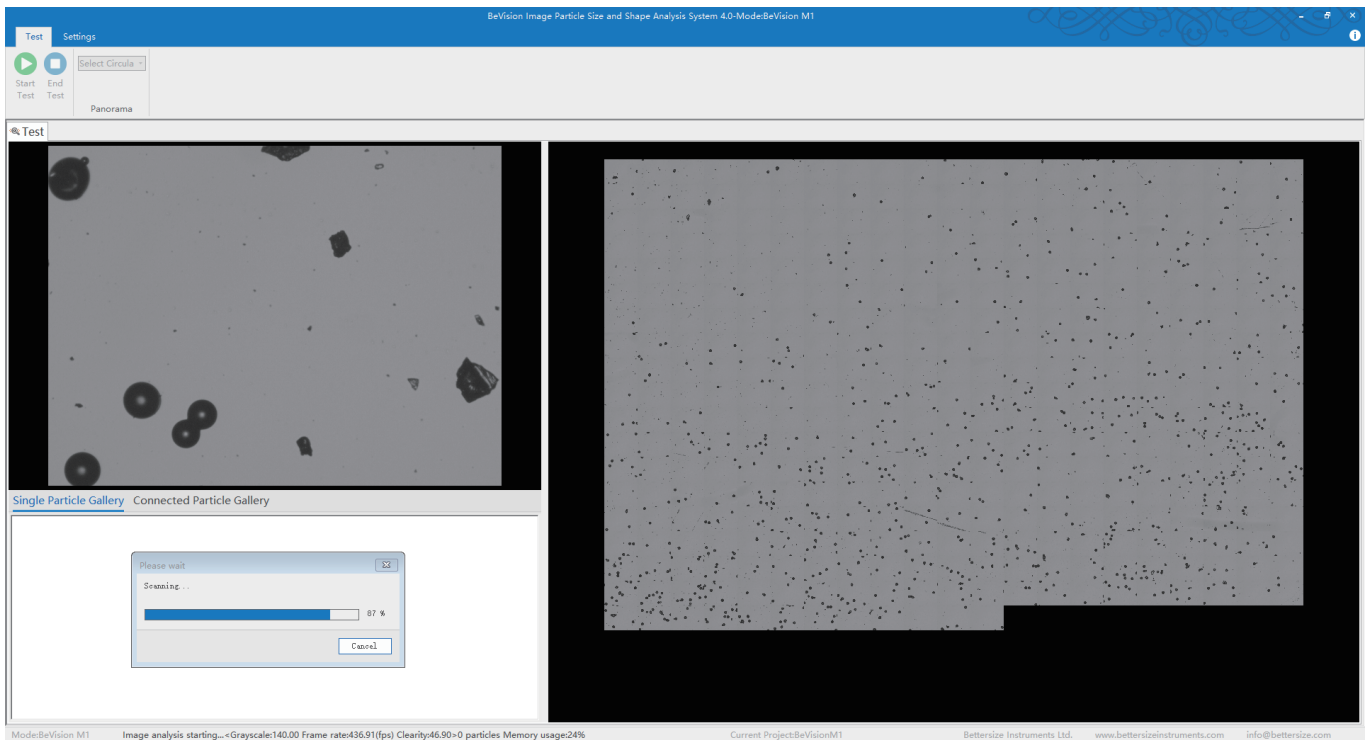 BeVision Image Particle Size and Shape Analysis System 4.0-Mode:BeVision M1
Test Settings
Select Circula
Start Test
End Test
Panorama
Test
Single Particle Gallery Connected Particle Gallery
Please wait
Scanning...
87 %
Cancel
Mode:BeVision M1 Image analysis starting...<Grayscale:140.00 Frame rate:436.91(fps) Clearity:46.90>0 particles Memory usage:24% Current Project:BeVisionM1 Bettersize Instruments Ltd. www.bettersizeinstruments.com info@bettersize.com